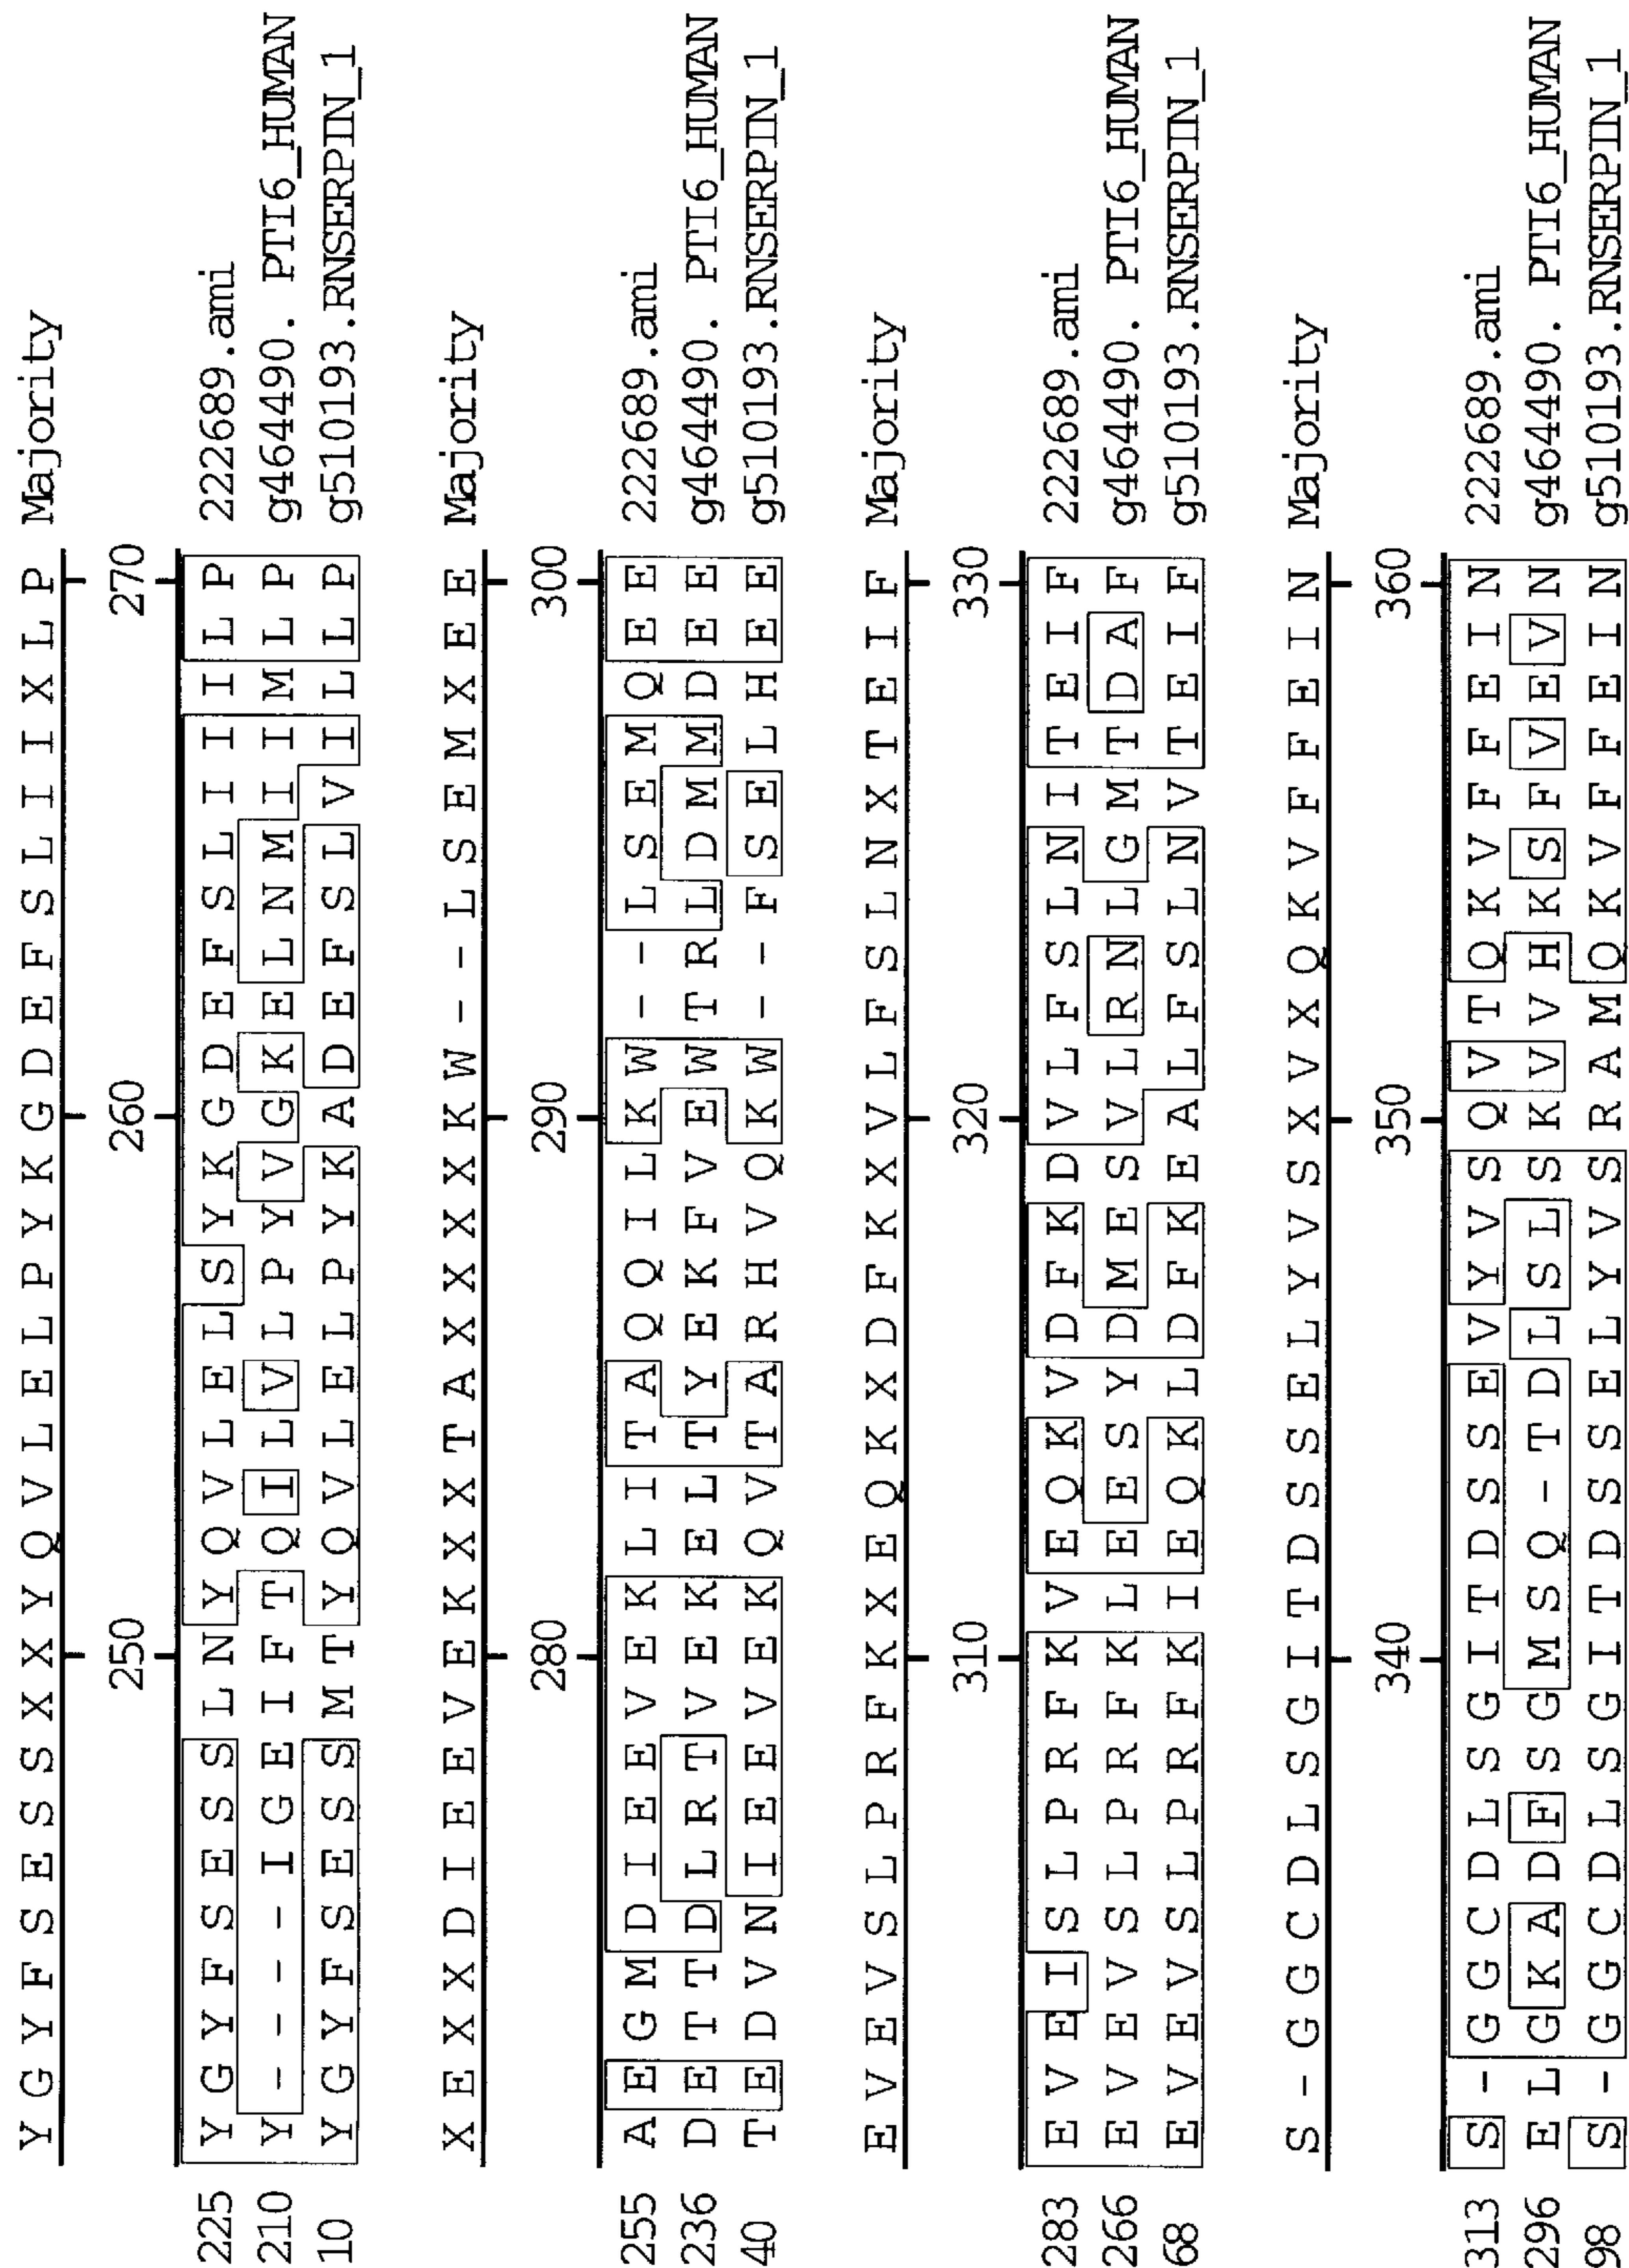 Y G Y F S E S S X X Y Q V L E L P Y K G D E F S L I I X L P Majority
250 260 270
225 Y G Y F S E S S L N Y Q V L E L S Y K G D E F S L I I I L P 222689.ami
210 Y - - - - I G E I F T Q I L V L P Y V G K E L N M I I M L P g464490. PTI6_HUMAN
10 Y G Y F S E S S M T Y Q V L E L P Y K A D E F S L V I L L P g510193.RNSERPIN_1
X E X X D I E E V E K X X T A X X X X K W - - L S E M X E E Majority
280 290 300
255 A E G M D I E E V E K L I T A Q Q I L K W - - L S E M Q E E 222689.ami
236 D E T T D L R T V E K E L T Y E K F V E W T R L D M M D E E g464490. PTI6_HUMAN
40 T E D V N I E E V E K Q V T A R H V Q K W - - F S E L H E E g510193.RNSERPIN_1
E V E V S L P R F K X E Q K X D F K X V L F S L N X T E I F Majority
310 320 330
283 E V E I S L P R F K V E Q K V D F K D V L F S L N I T E I F 222689.ami
266 E V E V S L P R F K L E E S Y D M E S V L R N L G M T D A F g464490. PTI6_HUMAN
68 E V E V S L P R F K I E Q K L D F K E A L F S L N V T E I F g510193.RNSERPIN_1
S - G G C D L S G I T D S S E L Y V S X V X Q K V F F E I N Majority
340 350 360
313 S - G G C D L S G I T D S S E V Y V S Q V T Q K V F F E I N 222689.ami
296 E L G K A D F S G M S Q - T D L S L S K V V H K S F V E V N g464490. PTI6_HUMAN
98 S - G G C D L S G I T D S S E L Y V S R A M Q K V F F E I N g510193.RNSERPIN_1